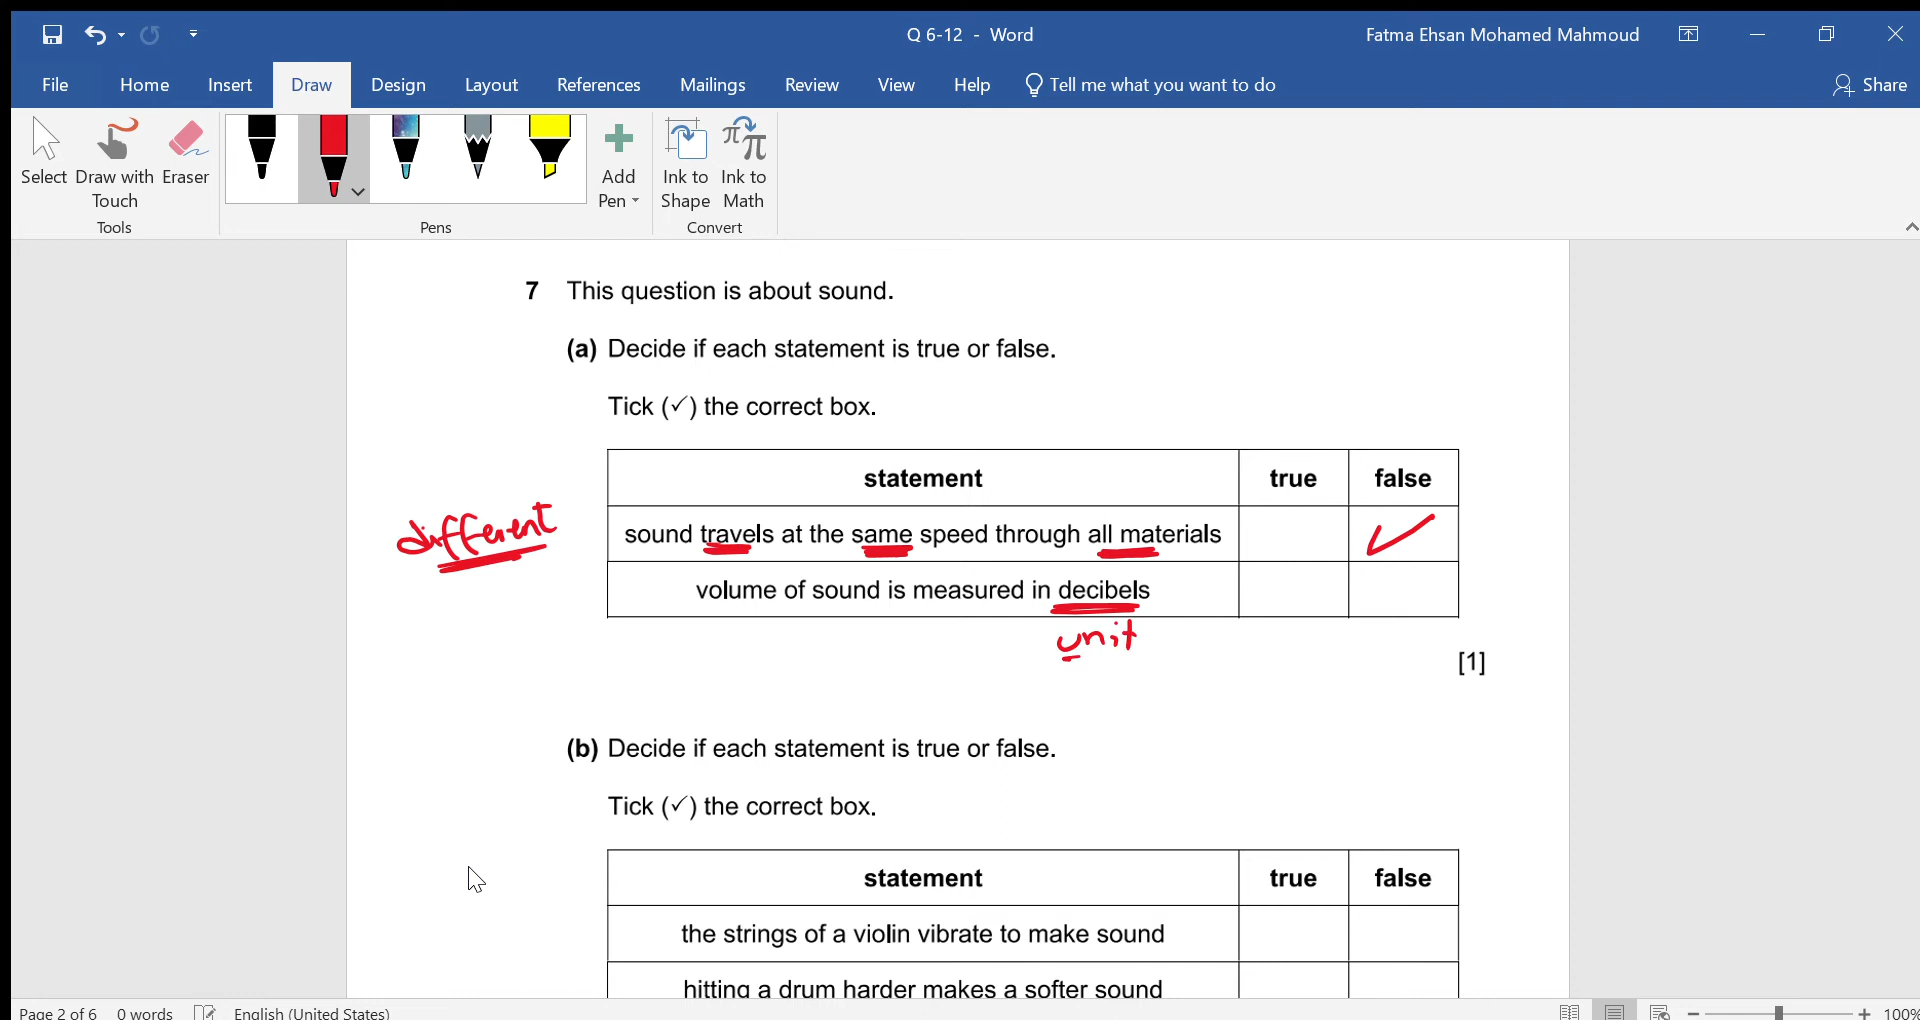 Q 6-12 - Word
Fatma Ehsan Mohamed Mahmoud
File Home Insert Draw Design Layout References Mailings Review View Help Tell me what you want to do Share
Select Draw with Touch Eraser
Add Pen
Ink to Shape
Ink to Math
Tools Pens Convert
7 This question is about sound.
(a) Decide if each statement is true or false.
Tick (✓) the correct box.
statement true false
different
sound travels at the same speed through all materials ✓
volume of sound is measured in decibels
unit
[1]
(b) Decide if each statement is true or false.
Tick (✓) the correct box.
statement true false
the strings of a violin vibrate to make sound
hitting a drum harder makes a softer sound
Page 2 of 6 0 words English (United States) 100%